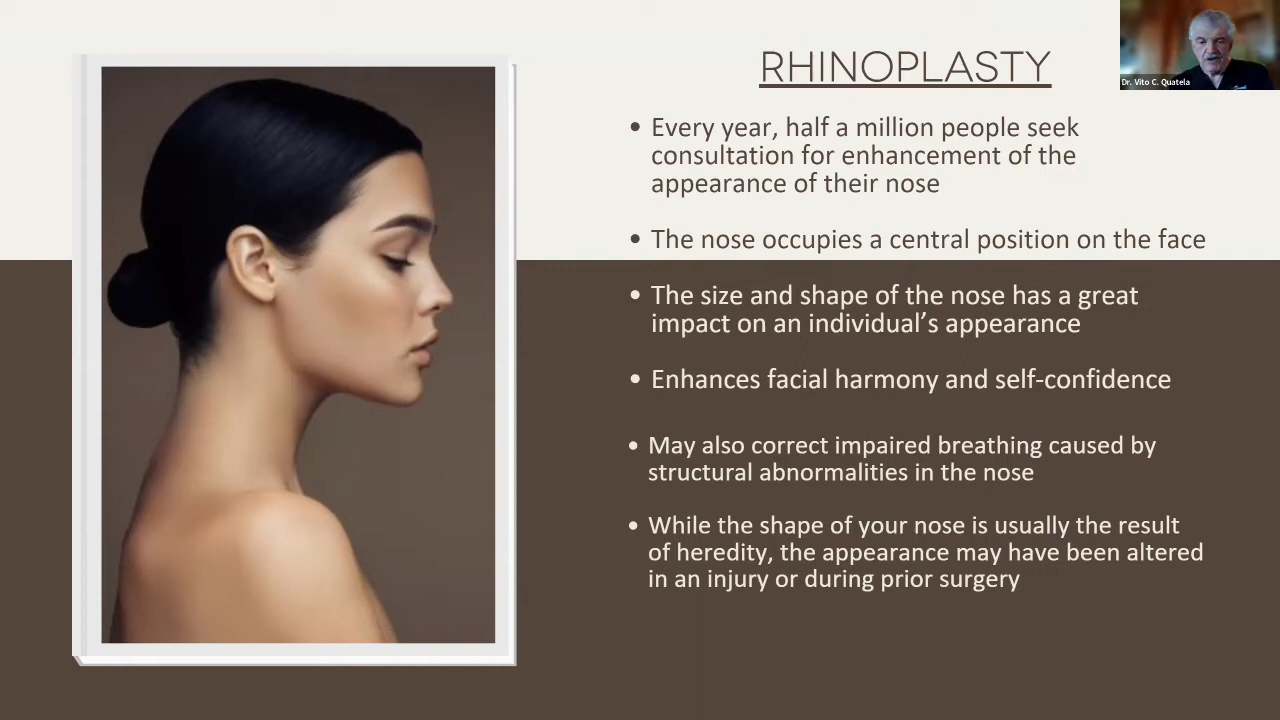 RHINOPLASTY
Dr. Vito C. Quatela
• Every year, half a million people seek
consultation for enhancement of the
appearance of their nose
• The nose occupies a central position on the face
• The size and shape of the nose has a great
impact on an individual’s appearance
• Enhances facial harmony and self-confidence
• May also correct impaired breathing caused by
structural abnormalities in the nose
• While the shape of your nose is usually the result
of heredity, the appearance may have been altered
in an injury or during prior surgery